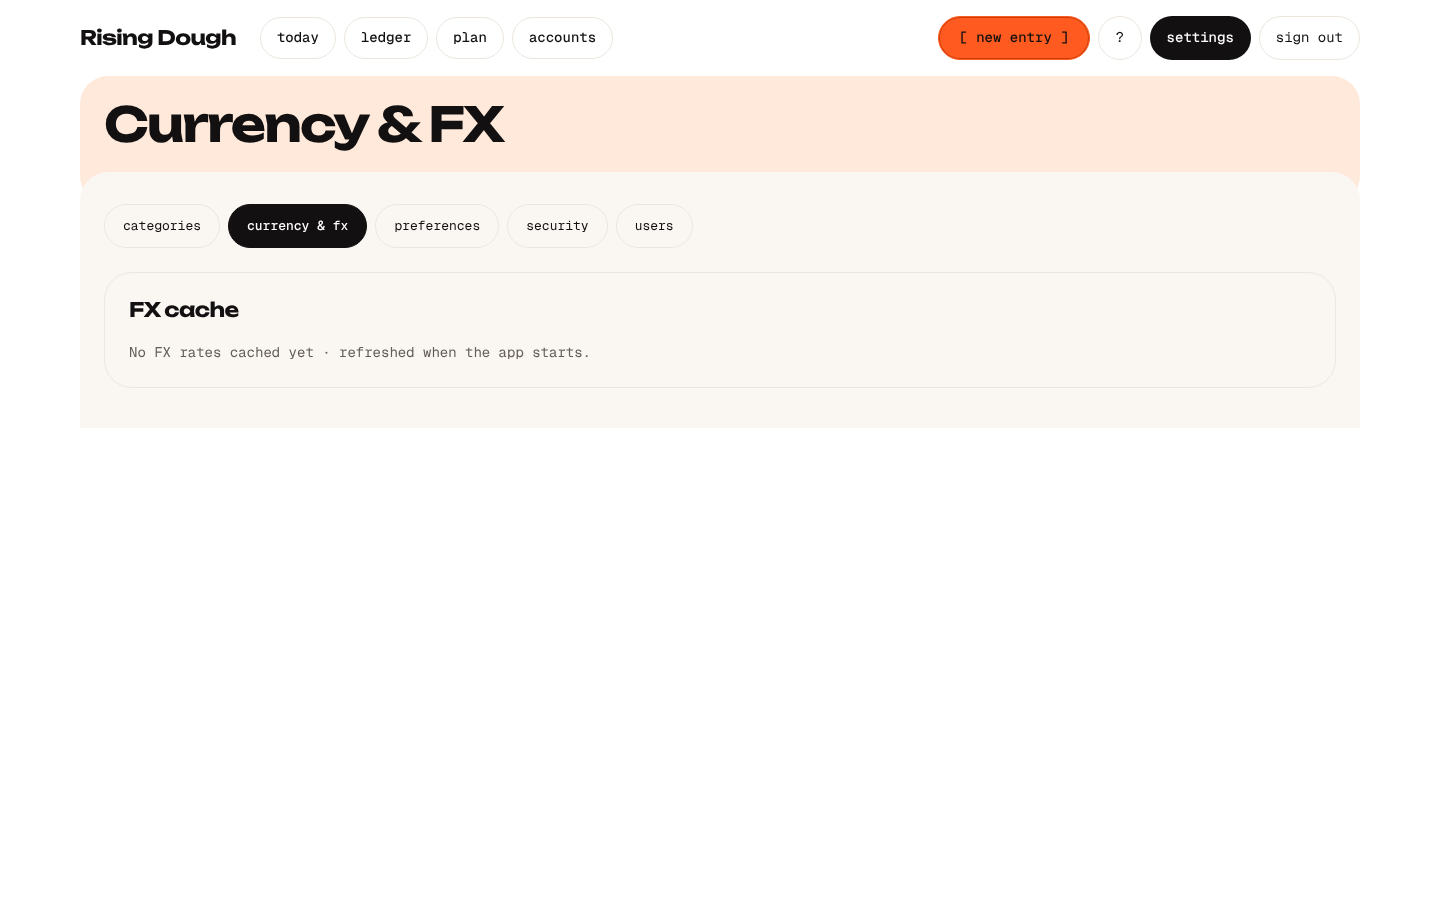 Rising Dough
today
ledger
plan
accounts
[ new entry ]
?
settings
sign out
Currency & FX
categories
currency & fx
preferences
security
users
FX cache
No FX rates cached yet · refreshed when the app starts.